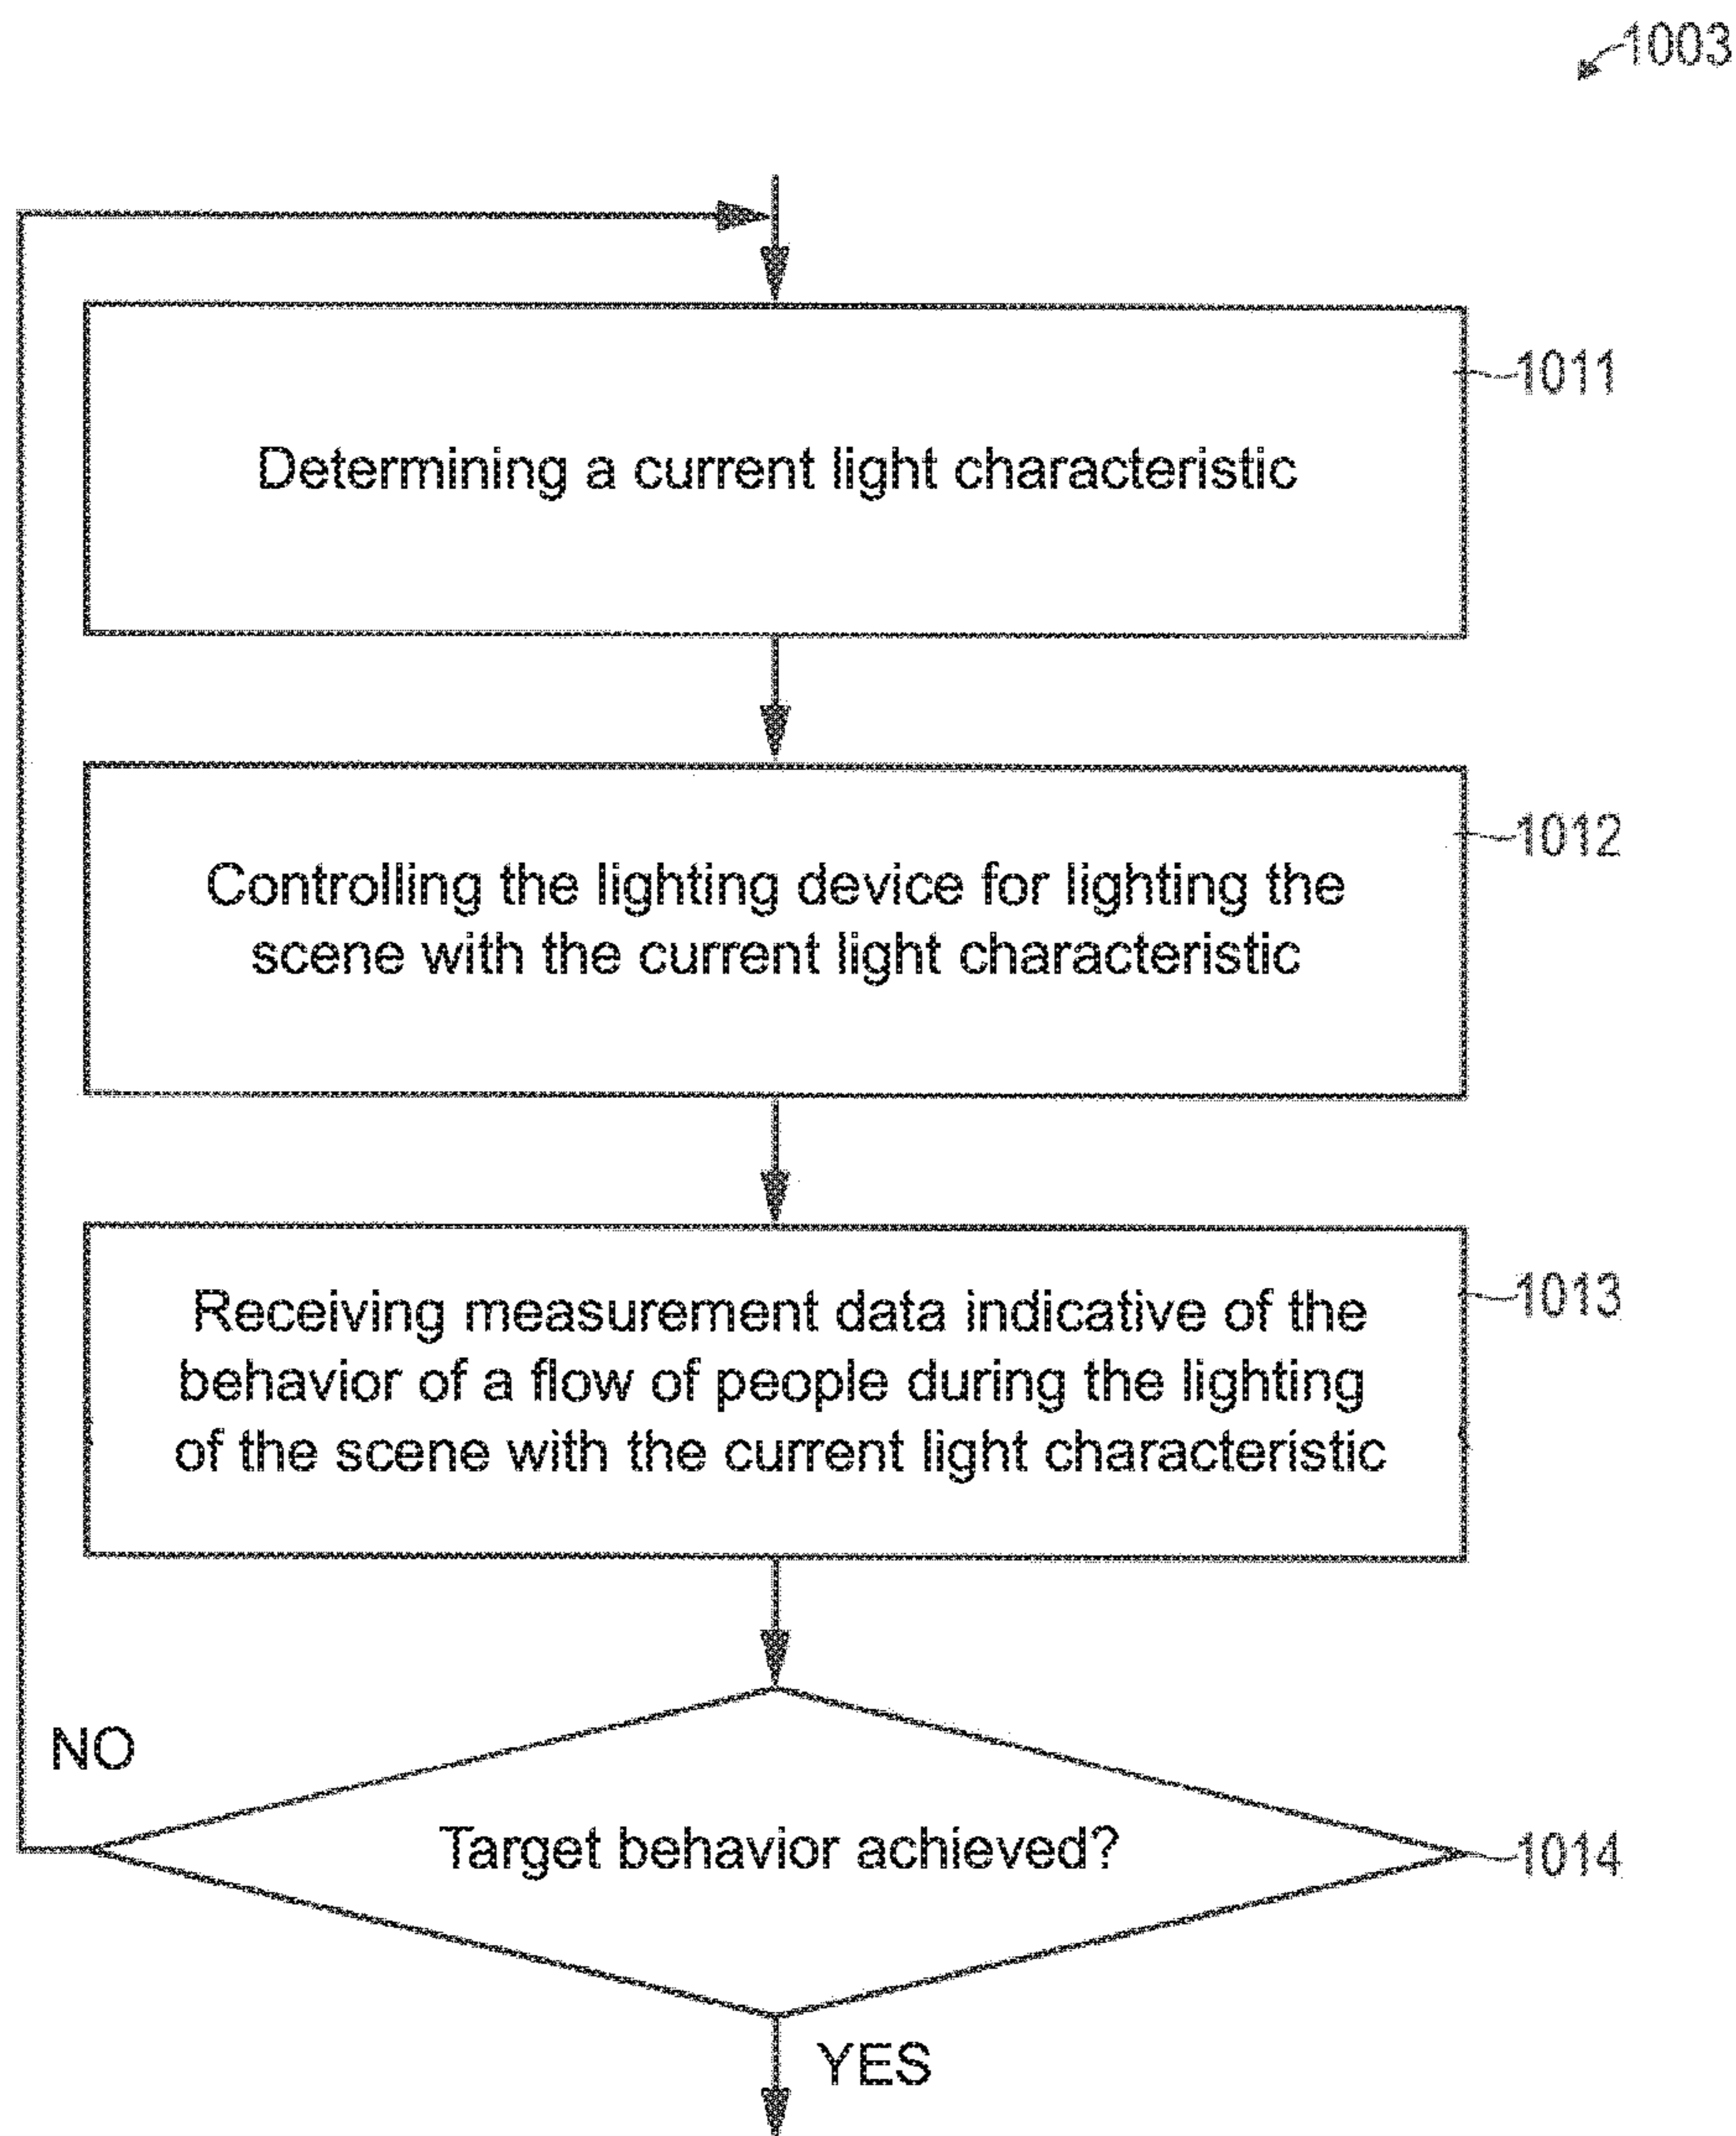 1003
Determining a current light characteristic
1011
Controlling the lighting device for lighting the
scene with the current light characteristic
1012
Receiving measurement data indicative of the
behavior of a flow of people during the lighting
of the scene with the current light characteristic
1013
NO
Target behavior achieved?
1014
YES